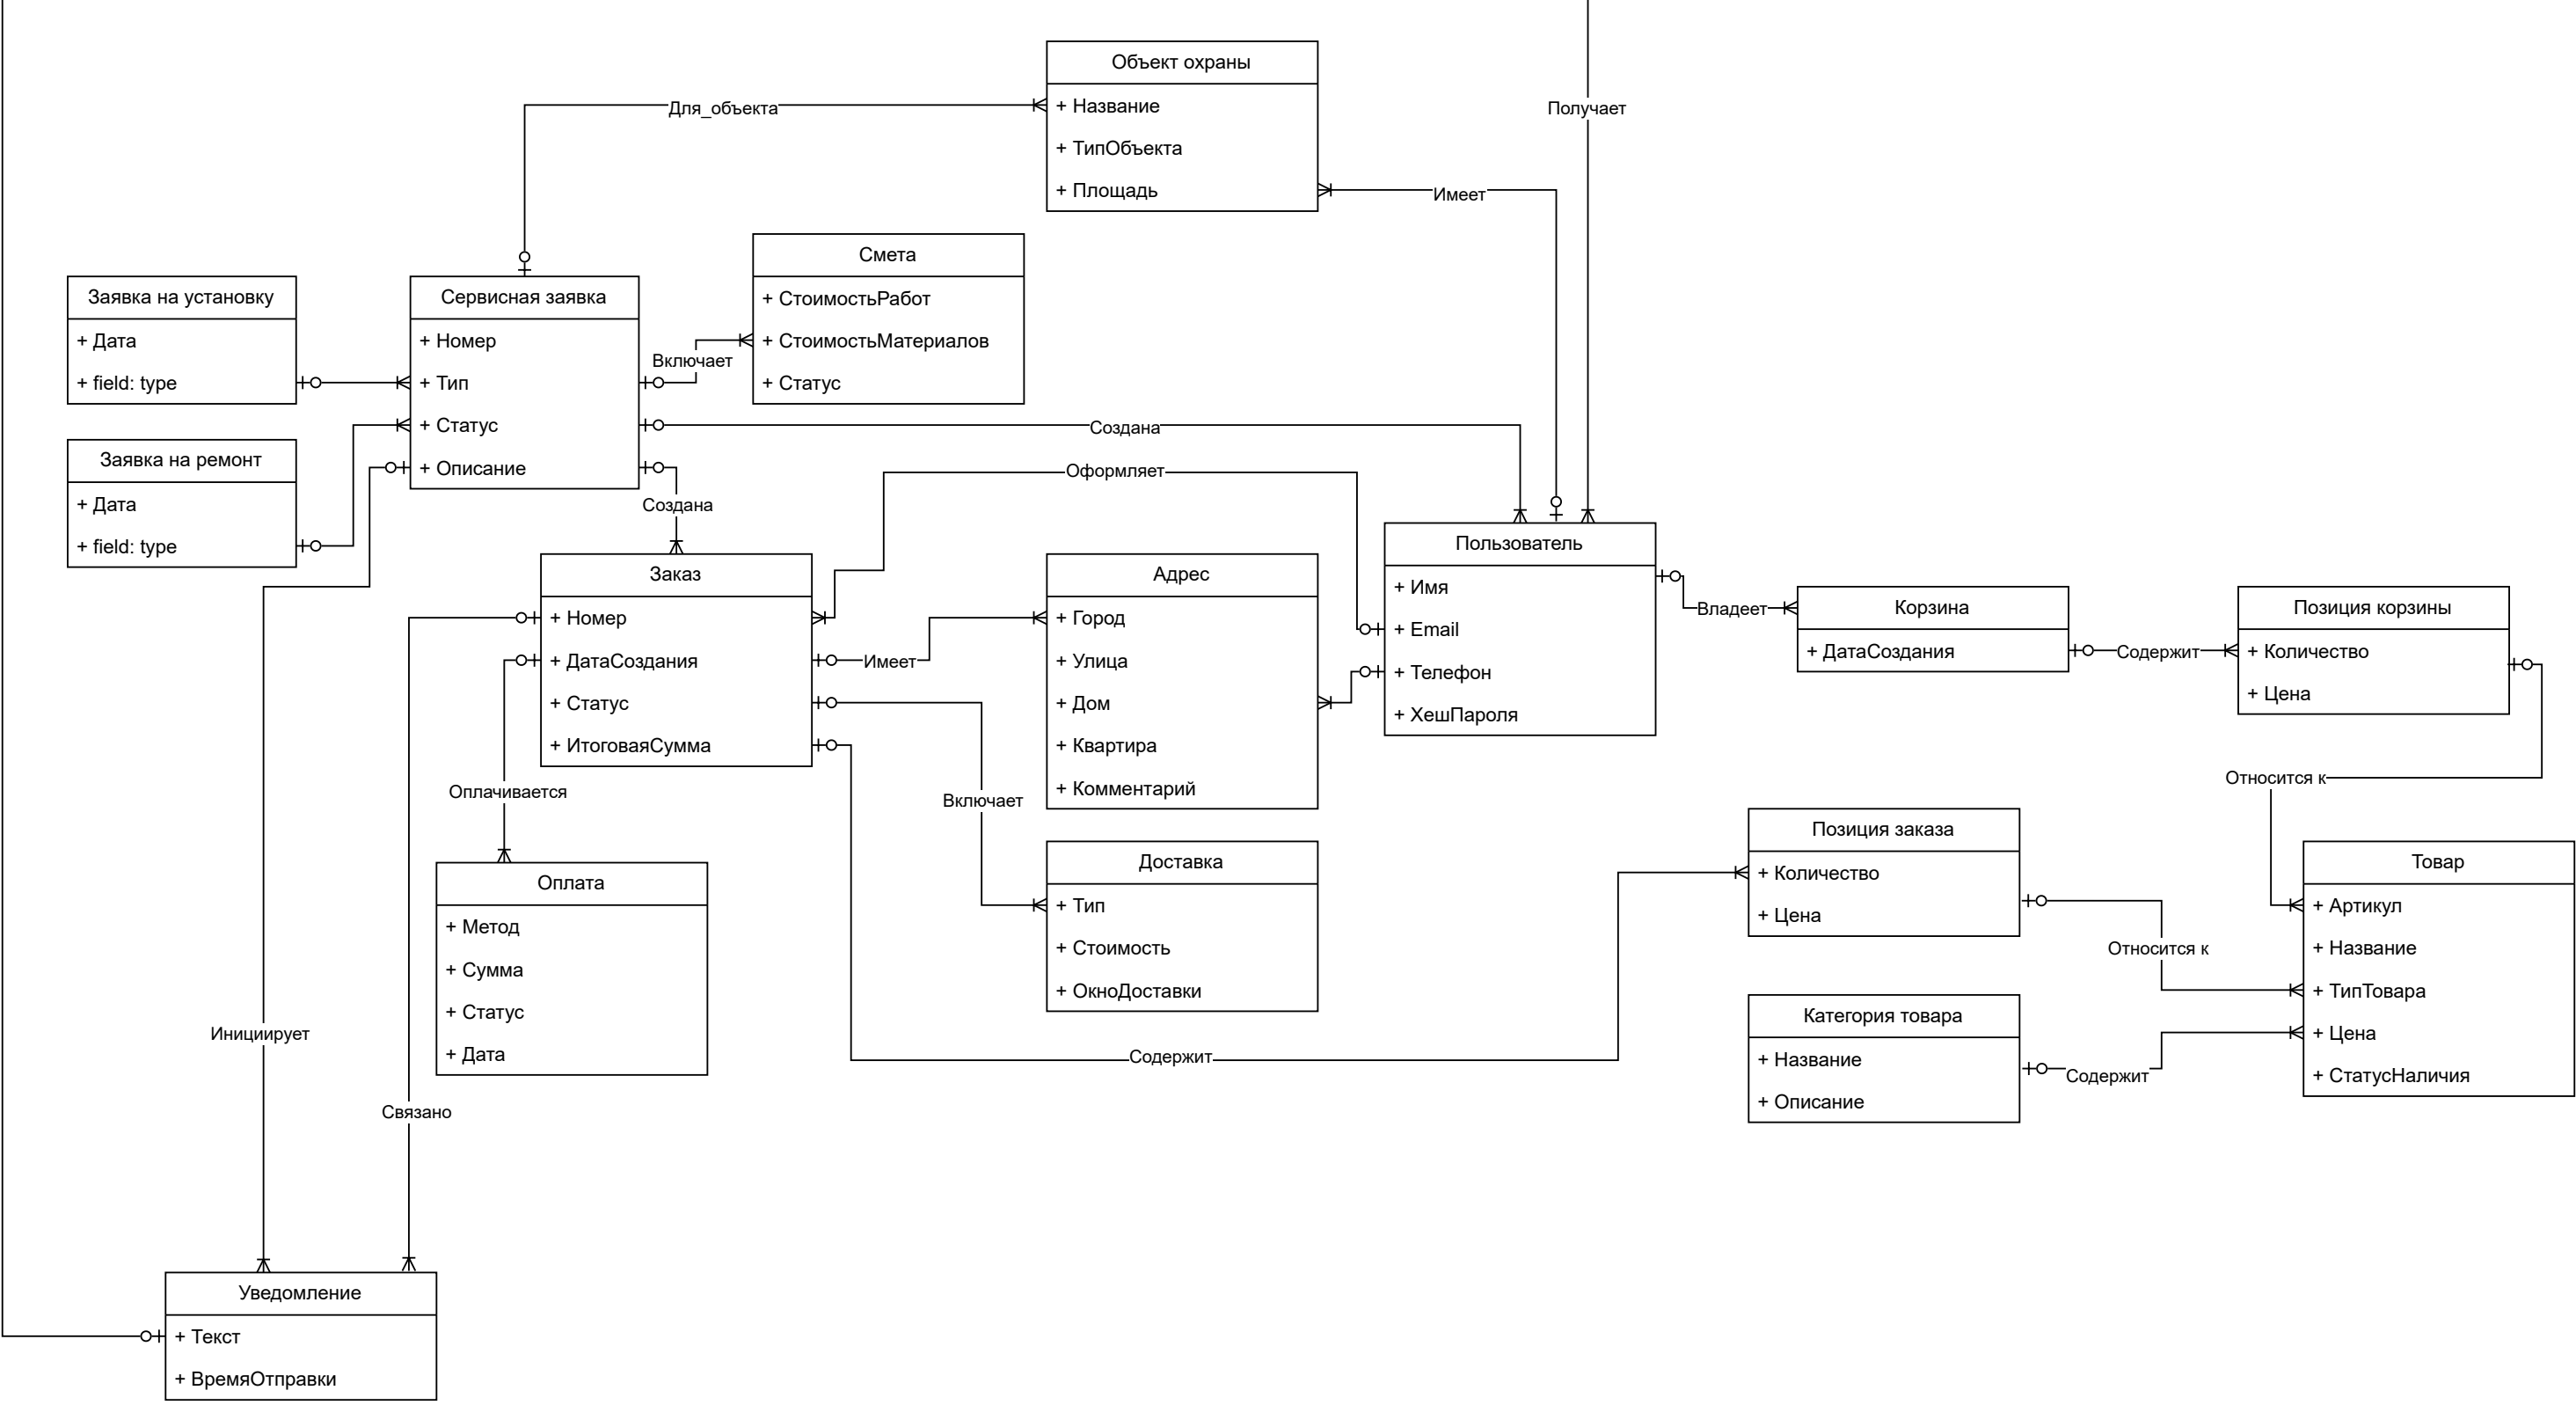 Объект охраны
+ Название
+ ТипОбъекта
+ Площадь
Для_объекта
Получает
Имеет
Смета
+ СтоимостьРабот
+ СтоимостьМатериалов
+ Статус
Заявка на установку
+ Дата
+ field: type
Сервисная заявка
+ Номер
+ Тип
+ Статус
+ Описание
Включает
Создана
Заявка на ремонт
+ Дата
+ field: type
Оформляет
Создана
Заказ
+ Номер
+ ДатаСоздания
+ Статус
+ ИтоговаяСумма
Имеет
Адрес
+ Город
+ Улица
+ Дом
+ Квартира
+ Комментарий
Пользователь
+ Имя
+ Email
+ Телефон
+ ХешПароля
Владеет
Корзина
+ ДатаСоздания
Содержит
Позиция корзины
+ Количество
+ Цена
Относится к
Оплачивается
Включает
Оплата
+ Метод
+ Сумма
+ Статус
+ Дата
Доставка
+ Тип
+ Стоимость
+ ОкноДоставки
Позиция заказа
+ Количество
+ Цена
Относится к
Товар
+ Артикул
+ Название
+ ТипТовара
+ Цена
+ СтатусНаличия
Категория товара
+ Название
+ Описание
Содержит
Содержит
Инициирует
Связано
Уведомление
+ Текст
+ ВремяОтправки